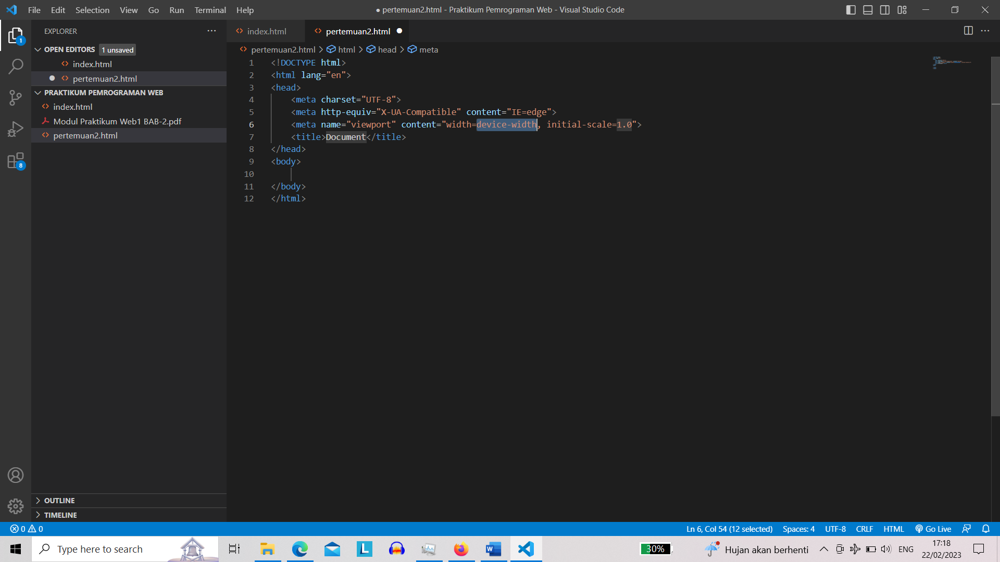 File Edit Selection View Go Run Terminal Help
● pertemuan2.html - Praktikum Pemrograman Web - Visual Studio Code
EXPLORER
index.html
pertemuan2.html
1
OPEN EDITORS 1 unsaved
pertemuan2.html > html > head > meta
index.html
pertemuan2.html
PRAKTIKUM PEMROGRAMAN WEB
index.html
Modul Praktikum Web1 BAB-2.pdf
pertemuan2.html
8
1 <!DOCTYPE html>
2 <html lang="en">
3 <head>
4 <meta charset="UTF-8">
5 <meta http-equiv="X-UA-Compatible" content="IE=edge">
6 <meta name="viewport" content="width=device-width, initial-scale=1.0">
7 <title>Document</title>
8 </head>
9 <body>
10
11 </body>
12 </html>
OUTLINE
TIMELINE
0 0
Ln 6, Col 54 (12 selected) Spaces: 4 UTF-8 CRLF HTML Go Live
Type here to search
L
W
30%
Hujan akan berhenti
ENG
17:18
22/02/2023